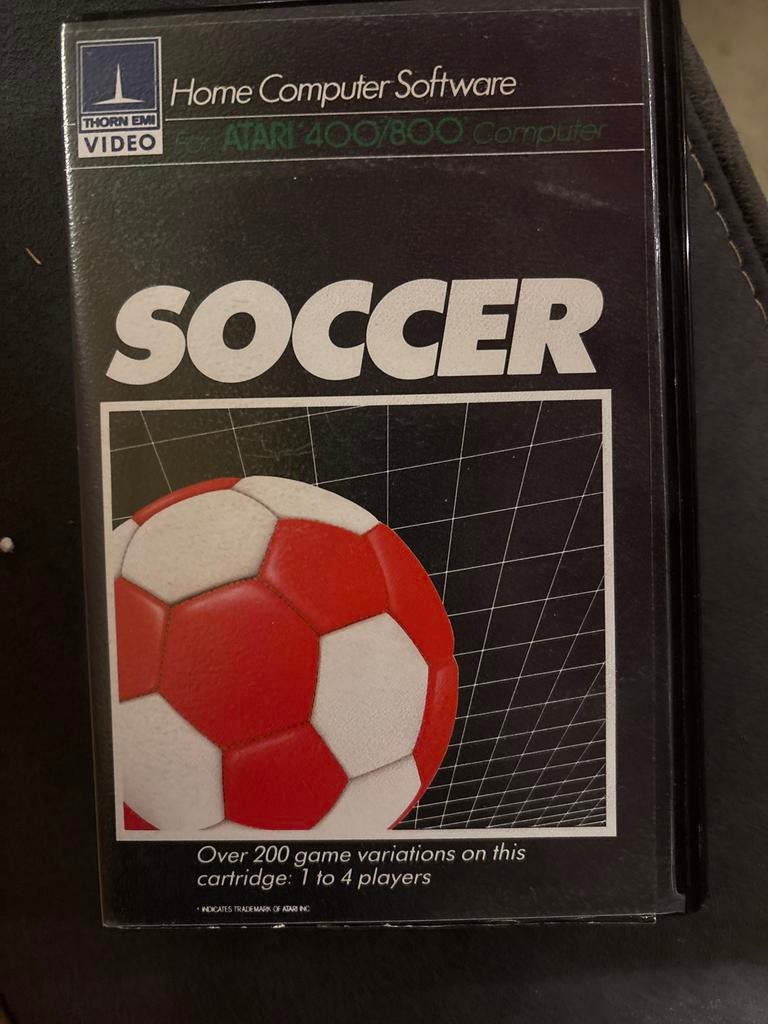 THORN EMI
VIDEO
Home Computer Software
For ATARI* 400/800* Computer
SOCCER
Over 200 game variations on this
cartridge: 1 to 4 players
* INDICATES TRADEMARK OF ATARI INC